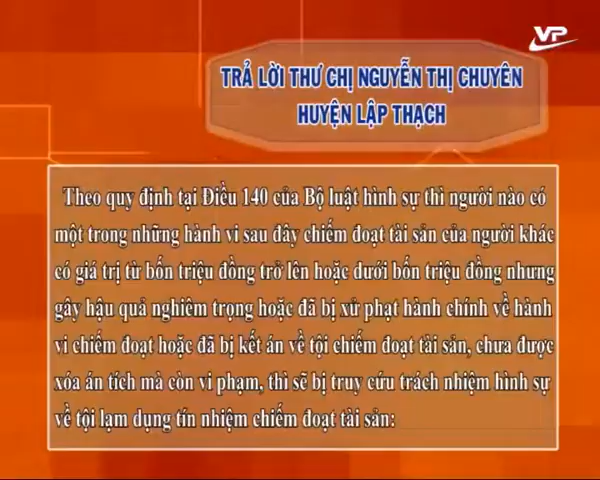 VP
TRẢ LỜI THƯ CHỊ NGUYỄN THỊ CHUYÊN
HUYỆN LẬP THẠCH
Theo quy định tại Điều 140 của Bộ luật hình sự thì người nào có
một trong những hành vi sau đây chiếm đoạt tài sản của người khác
có giá trị từ bốn triệu đồng trở lên hoặc dưới bốn triệu đồng nhưng
gây hậu quả nghiêm trọng hoặc đã bị xử phạt hành chính về hành
vi chiếm đoạt hoặc đã bị kết án về tội chiếm đoạt tài sản, chưa được
xóa án tích mà còn vi phạm, thì sẽ bị truy cứu trách nhiệm hình sự
về tội lạm dụng tín nhiệm chiếm đoạt tài sản: